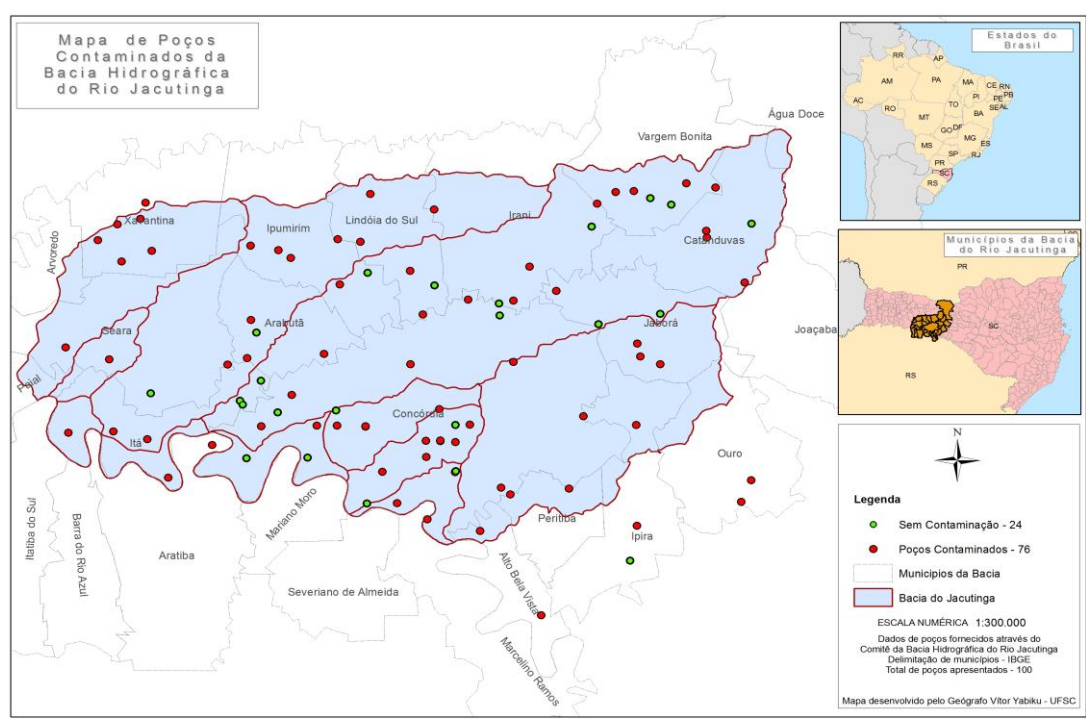 Mapa de Poços
Contaminados da
Bacia Hidrográfica
do Rio Jacutinga
Água Doce
Vargem Bonita
Xavantina
Ipumirim
Lindóia do Sul
Irani
Catanduvas
Arvoredo
Seara
Arabutã
Jaborá
Joaçaba
Paial
Concórdia
Itá
Ouro
Mariano Moro
Peritiba
Ipira
Itatiba do Sul
Barra do Rio Azul
Aratiba
Severiano de Almeida
Alto Bela Vista
Marcelino Ramos
Estados do
Brasil
RR
AP
AM
PA
MA
CE
RN
PB
PI
PE
AL
SE
AC
RO
TO
BA
MT
GO
DF
MG
ES
MS
SP
RJ
PR
SC
RS
Municípios da Bacia
do Rio Jacutinga
PR
SC
RS
N
Legenda
Sem Contaminação - 24
Poços Contaminados - 76
Municípios da Bacia
Bacia do Jacutinga
ESCALA NUMÉRICA 1:300.000
Dados de poços fornecidos através do
Comitê da Bacia Hidrográfica do Rio Jacutinga
Delimitação de municípios - IBGE
Total de poços apresentados - 100
Mapa desenvolvido pelo Geógrafo Vítor Yabiku - UFSC